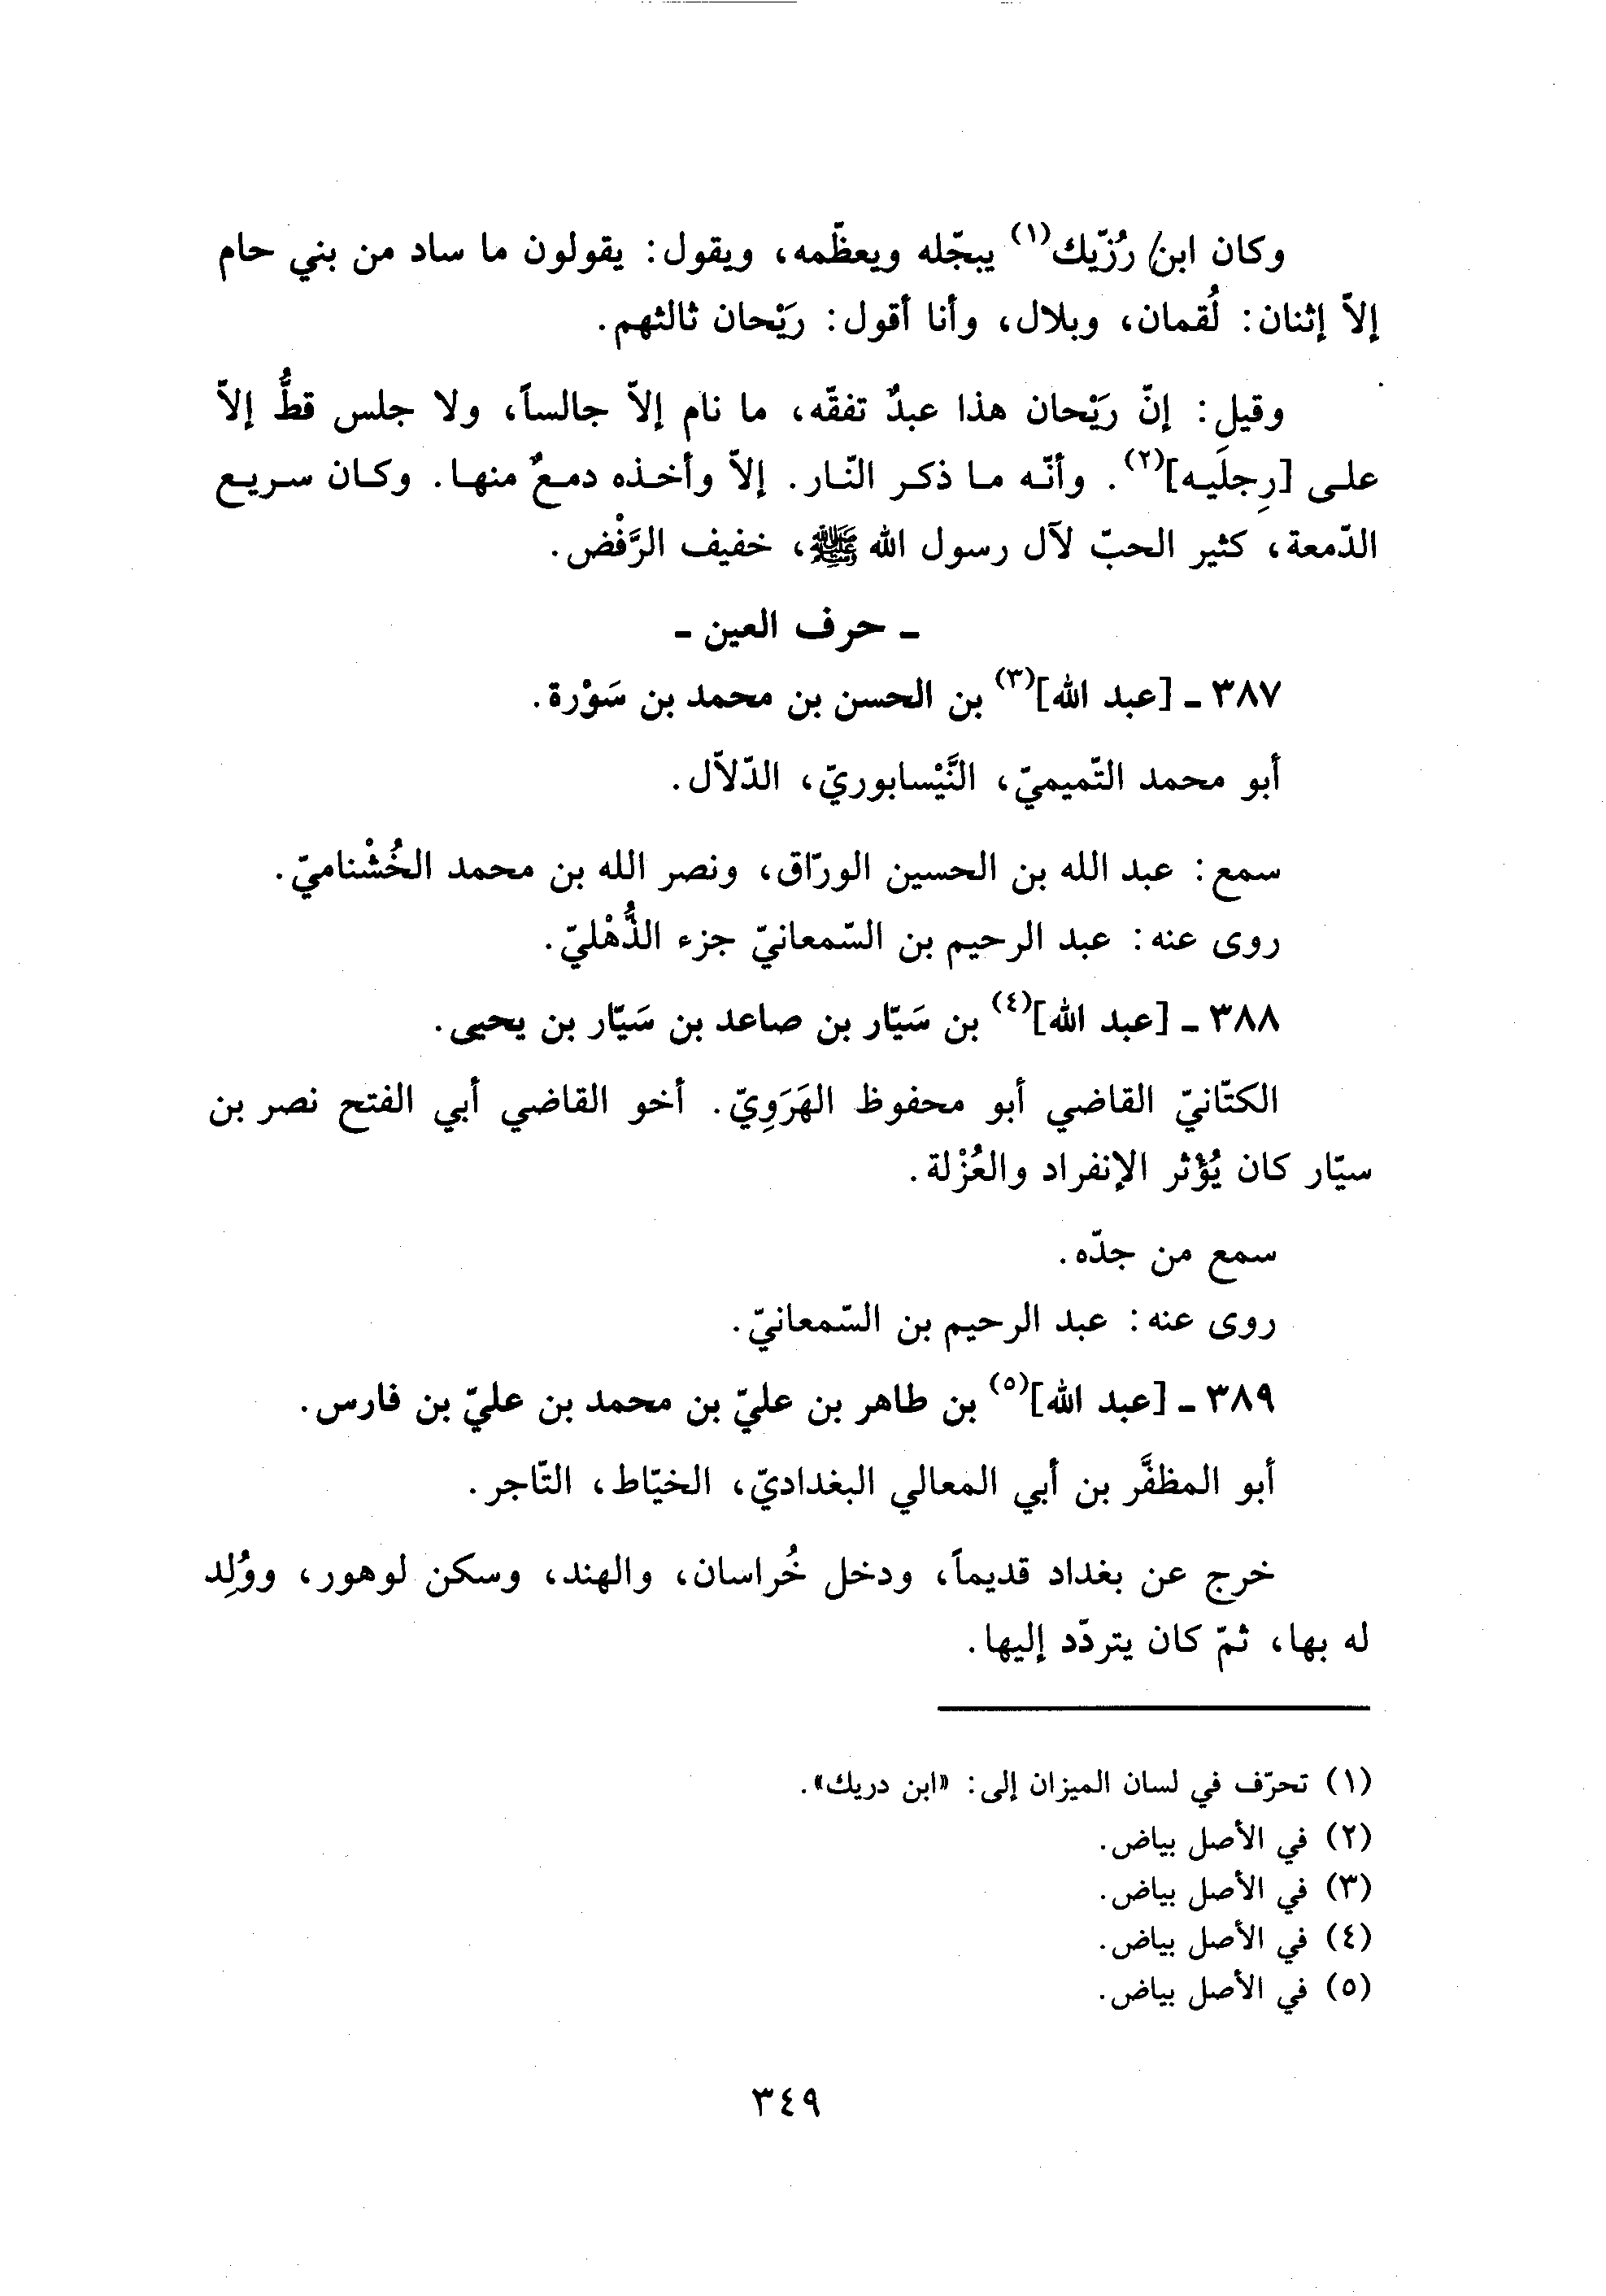 وكان ابن رُزّيك(١) يبجّله ويعظّمه، ويقول: يقولون ما ساد من بني حام
إلاّ إثنان: لُقمان، وبلال، وأنا أقول: رَيْحان ثالثهم.
وقيل: إنّ رَيْحان هذا عبدٌ تفقّه، ما نام إلاّ جالساً، ولا جلس قطُّ إلاّ
على [رِجلَيه](٢). وأنّه ما ذكر النّار. إلاّ وأخذه دمعٌ منها. وكان سريع
الدّمعة، كثير الحبّ لآل رسول الله ﷺ، خفيف الرَّفْض.
ـ حرف العين ـ
٣٨٧ ـ [عبد الله](٣) بن الحسن بن محمد بن سَوْرة.
أبو محمد التّميميّ، النَّيْسابوريّ، الدّلاّل.
سمع: عبد الله بن الحسين الورّاق، ونصر الله بن محمد الخُشْناميّ.
روى عنه: عبد الرحيم بن السّمعانيّ جزء الذُّهْليّ.
٣٨٨ ـ [عبد الله](٤) بن سَيّار بن صاعد بن سَيّار بن يحيى.
الكتّانيّ القاضي أبو محفوظ الهَرَوِيّ. أخو القاضي أبي الفتح نصر بن
سيّار كان يُؤْثر الإنفراد والعُزْلة.
سمع من جدّه.
روى عنه: عبد الرحيم بن السّمعانيّ.
٣٨٩ ـ [عبد الله](٥) بن طاهر بن عليّ بن محمد بن عليّ بن فارس.
أبو المظفَّر بن أبي المعالي البغداديّ، الخيّاط، التّاجر.
خرج عن بغداد قديماً، ودخل خُراسان، والهند، وسكن لوهور، ووُلِد
له بها، ثمّ كان يتردّد إليها.
(١) تحرّف في لسان الميزان إلى: «ابن دريك».
(٢) في الأصل بياض.
(٣) في الأصل بياض.
(٤) في الأصل بياض.
(٥) في الأصل بياض.
٣٤٩